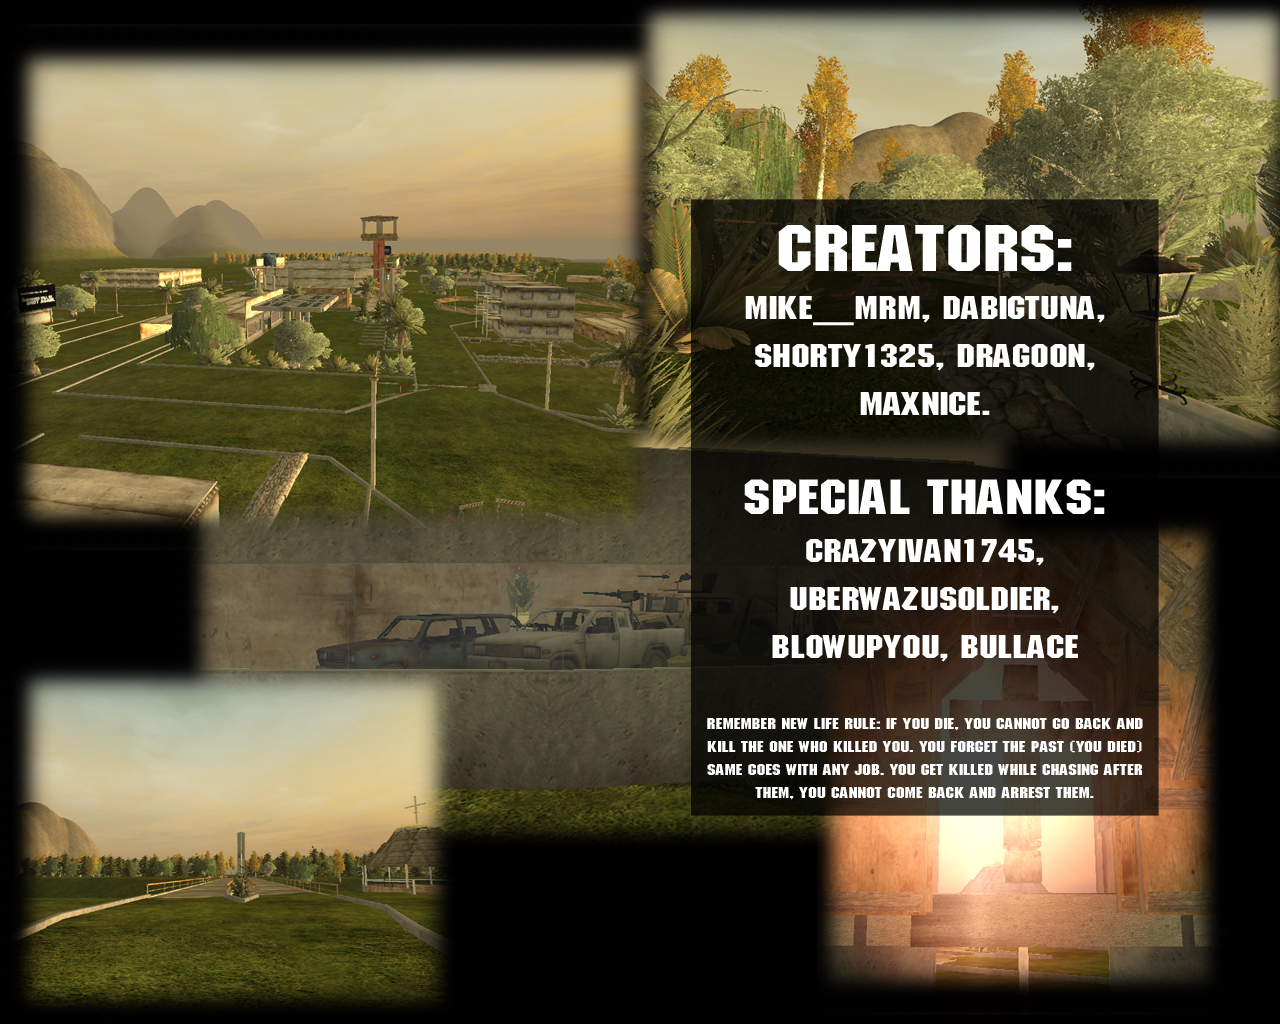 CREATORS:
MIKE__MRM, DABIGTUNA,
SHORTY1325, DRAGOON,
MAXNICE.
SPECIAL THANKS:
CRAZYIVAN1745,
UBERWAZUSOLDIER,
BLOWUPYOU, BULLACE
REMEMBER NEW LIFE RULE: IF YOU DIE, YOU CANNOT GO BACK AND
KILL THE ONE WHO KILLED YOU. YOU FORGET THE PAST (YOU DIED)
SAME GOES WITH ANY JOB. YOU GET KILLED WHILE CHASING AFTER
THEM, YOU CANNOT COME BACK AND ARREST THEM.